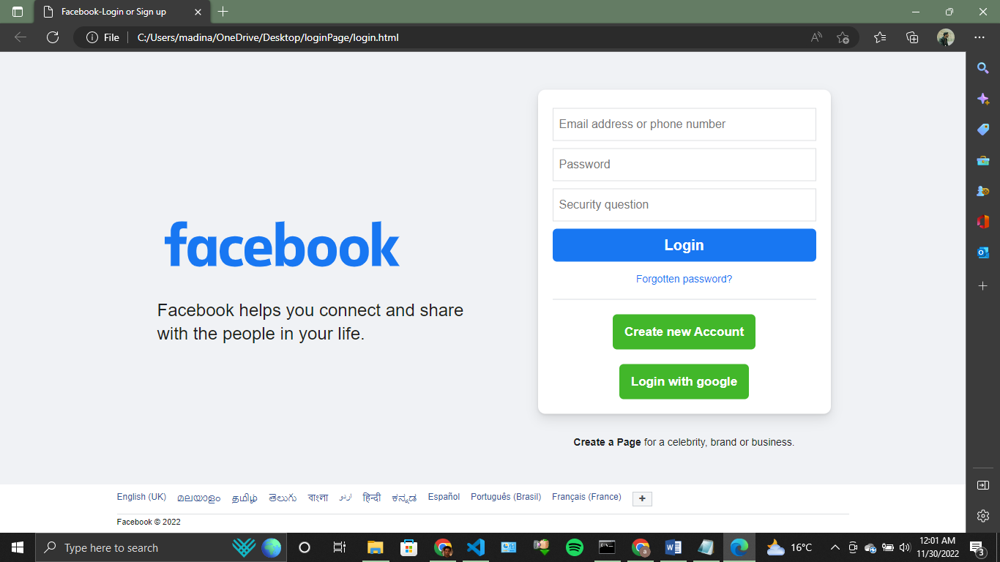 Facebook-Login or Sign up
File
C:/Users/madina/OneDrive/Desktop/loginPage/login.html
Email address or phone number
Password
Security question
Login
Forgotten password?
Create new Account
Login with google
facebook
Facebook helps you connect and share
with the people in your life.
Create a Page for a celebrity, brand or business.
English (UK) മലയാളം தமிழ் తెలుగు বাংলা اردو हिन्दी ಕನ್ನಡ Español Português (Brasil) Français (France) +
Facebook © 2022
Type here to search
16°C
12:01 AM
11/30/2022
3